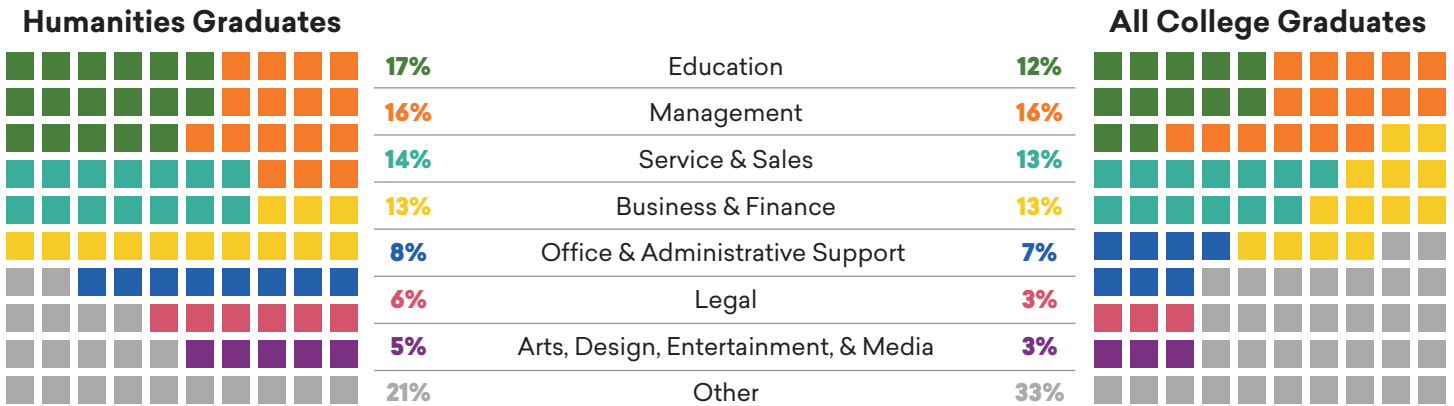 Humanities Graduates All College Graduates
17% Education 12%
16% Management 16%
14% Service & Sales 13%
13% Business & Finance 13%
8% Office & Administrative Support 7%
6% Legal 3%
5% Arts, Design, Entertainment, & Media 3%
21% Other 33%